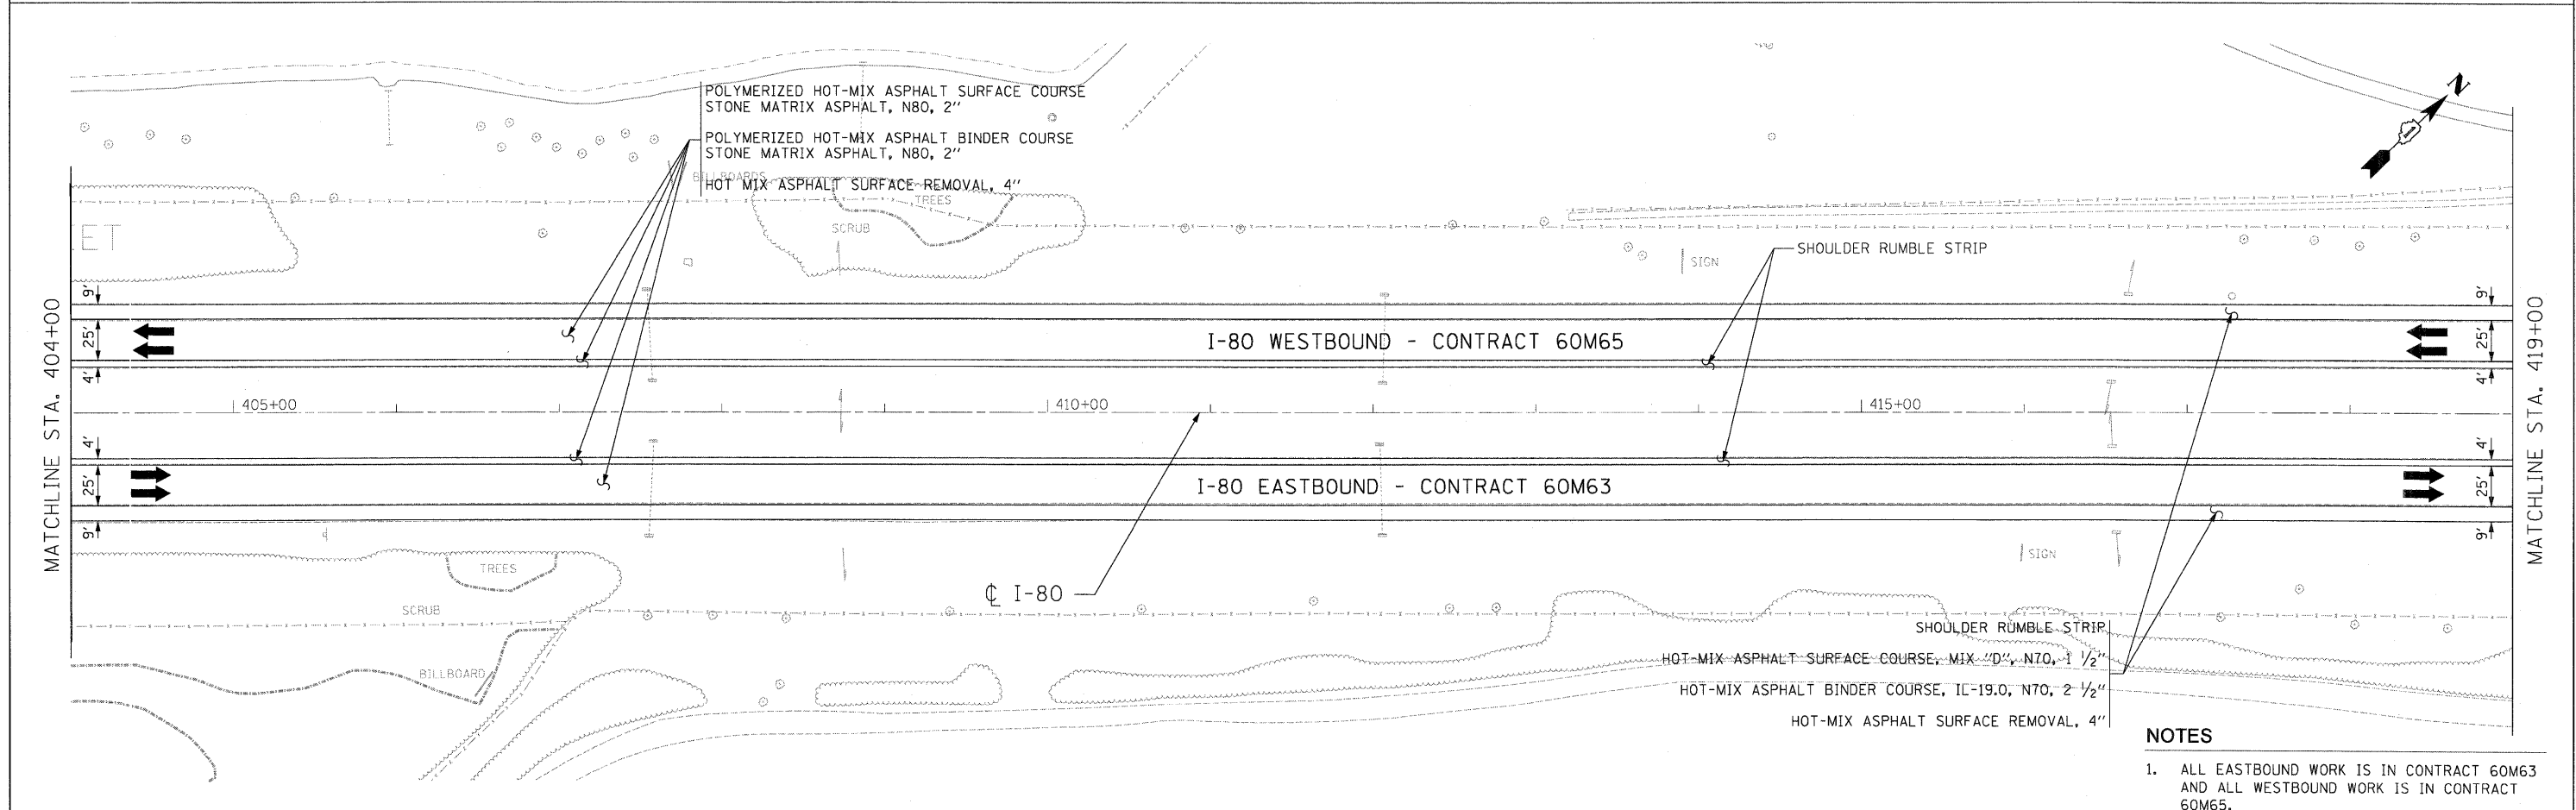 POLYMERIZED HOT-MIX ASPHALT SURFACE COURSE
STONE MATRIX ASPHALT, N80, 2"
POLYMERIZED HOT-MIX ASPHALT BINDER COURSE
STONE MATRIX ASPHALT, N80, 2"
BILLBOARDS
HOT MIX ASPHALT SURFACE REMOVAL, 4"
N
TREES
SCRUB
ET
SHOULDER RUMBLE STRIP
SIGN
MATCHLINE STA. 404+00
9'
25'
4'
I-80 WESTBOUND - CONTRACT 60M65
9'
25'
4'
MATCHLINE STA. 419+00
405+00
410+00
415+00
4'
25'
9'
I-80 EASTBOUND - CONTRACT 60M63
4'
25'
9'
TREES
SCRUB
BILLBOARD
℄ I-80
SIGN
SHOULDER RUMBLE STRIP
HOT-MIX ASPHALT SURFACE COURSE, MIX "D", N70, 1 1/2"
HOT-MIX ASPHALT BINDER COURSE, IL-19.0, N70, 2 1/2"
HOT-MIX ASPHALT SURFACE REMOVAL, 4"
NOTES
1. ALL EASTBOUND WORK IS IN CONTRACT 60M63
AND ALL WESTBOUND WORK IS IN CONTRACT
60M65.